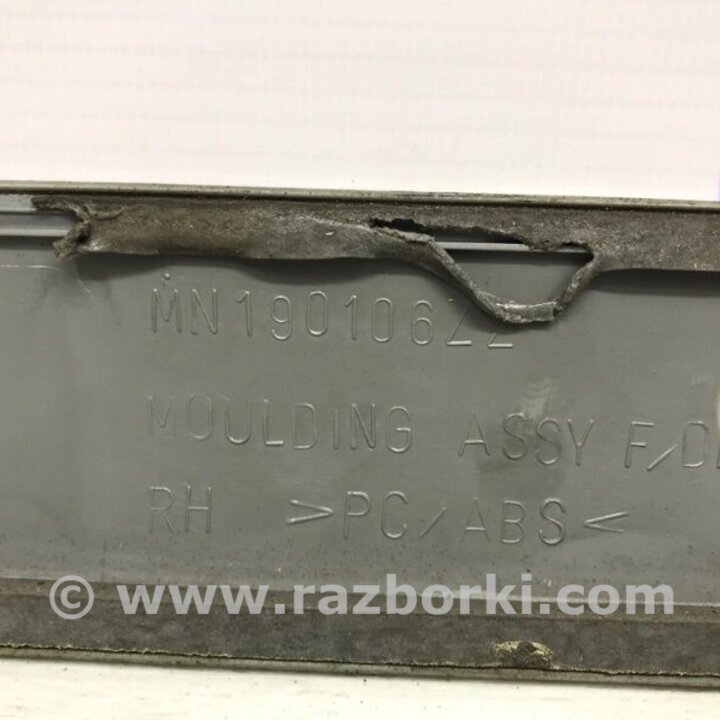 MN190106ZZ
MOULDING ASSY F/D
RH >PC/ABS<
© www.razborki.com